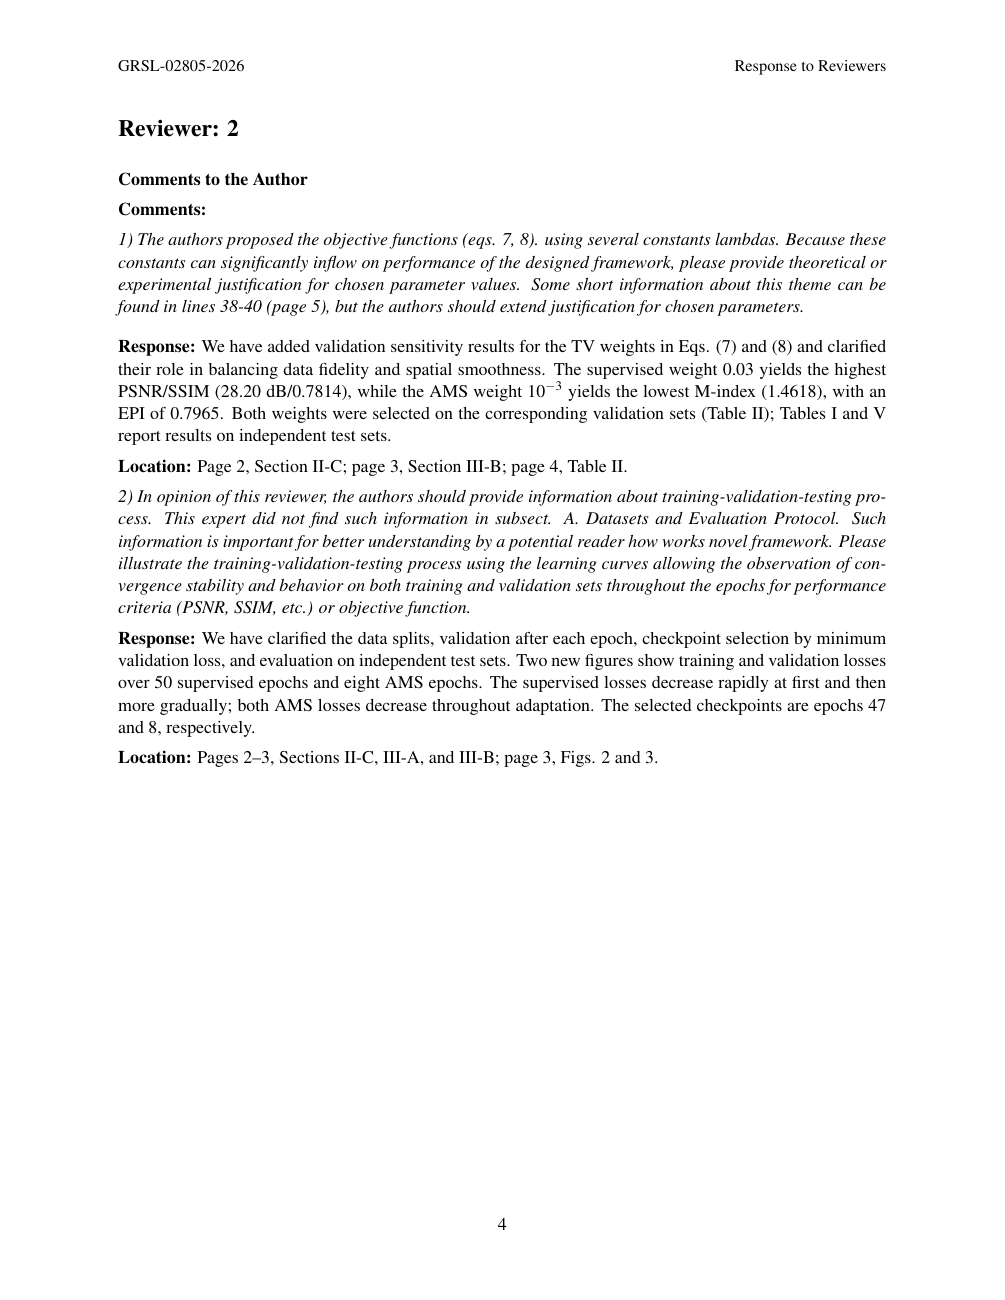 GRSL-02805-2026
Response to Reviewers
Reviewer: 2
Comments to the Author
Comments:
1) The authors proposed the objective functions (eqs. 7, 8). using several constants lambdas. Because these
constants can significantly inflow on performance of the designed framework, please provide theoretical or
experimental justification for chosen parameter values. Some short information about this theme can be
found in lines 38-40 (page 5), but the authors should extend justification for chosen parameters.
Response: We have added validation sensitivity results for the TV weights in Eqs. (7) and (8) and clarified
their role in balancing data fidelity and spatial smoothness. The supervised weight 0.03 yields the highest
PSNR/SSIM (28.20 dB/0.7814), while the AMS weight 10⁻³ yields the lowest M-index (1.4618), with an
EPI of 0.7965. Both weights were selected on the corresponding validation sets (Table II); Tables I and V
report results on independent test sets.
Location: Page 2, Section II-C; page 3, Section III-B; page 4, Table II.
2) In opinion of this reviewer, the authors should provide information about training-validation-testing pro-
cess. This expert did not find such information in subsect. A. Datasets and Evaluation Protocol. Such
information is important for better understanding by a potential reader how works novel framework. Please
illustrate the training-validation-testing process using the learning curves allowing the observation of con-
vergence stability and behavior on both training and validation sets throughout the epochs for performance
criteria (PSNR, SSIM, etc.) or objective function.
Response: We have clarified the data splits, validation after each epoch, checkpoint selection by minimum
validation loss, and evaluation on independent test sets. Two new figures show training and validation losses
over 50 supervised epochs and eight AMS epochs. The supervised losses decrease rapidly at first and then
more gradually; both AMS losses decrease throughout adaptation. The selected checkpoints are epochs 47
and 8, respectively.
Location: Pages 2–3, Sections II-C, III-A, and III-B; page 3, Figs. 2 and 3.
4